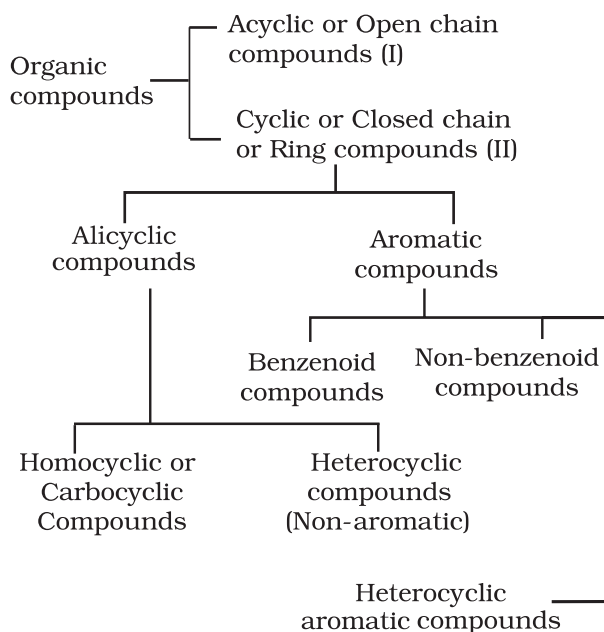 Acyclic or Open chain
compounds (I)
Organic
compounds
Cyclic or Closed chain
or Ring compounds (II)
Alicyclic
compounds
Aromatic
compounds
Benzenoid
compounds
Non-benzenoid
compounds
Homocyclic or
Carbocyclic
Compounds
Heterocyclic
compounds
(Non-aromatic)
Heterocyclic
aromatic compounds